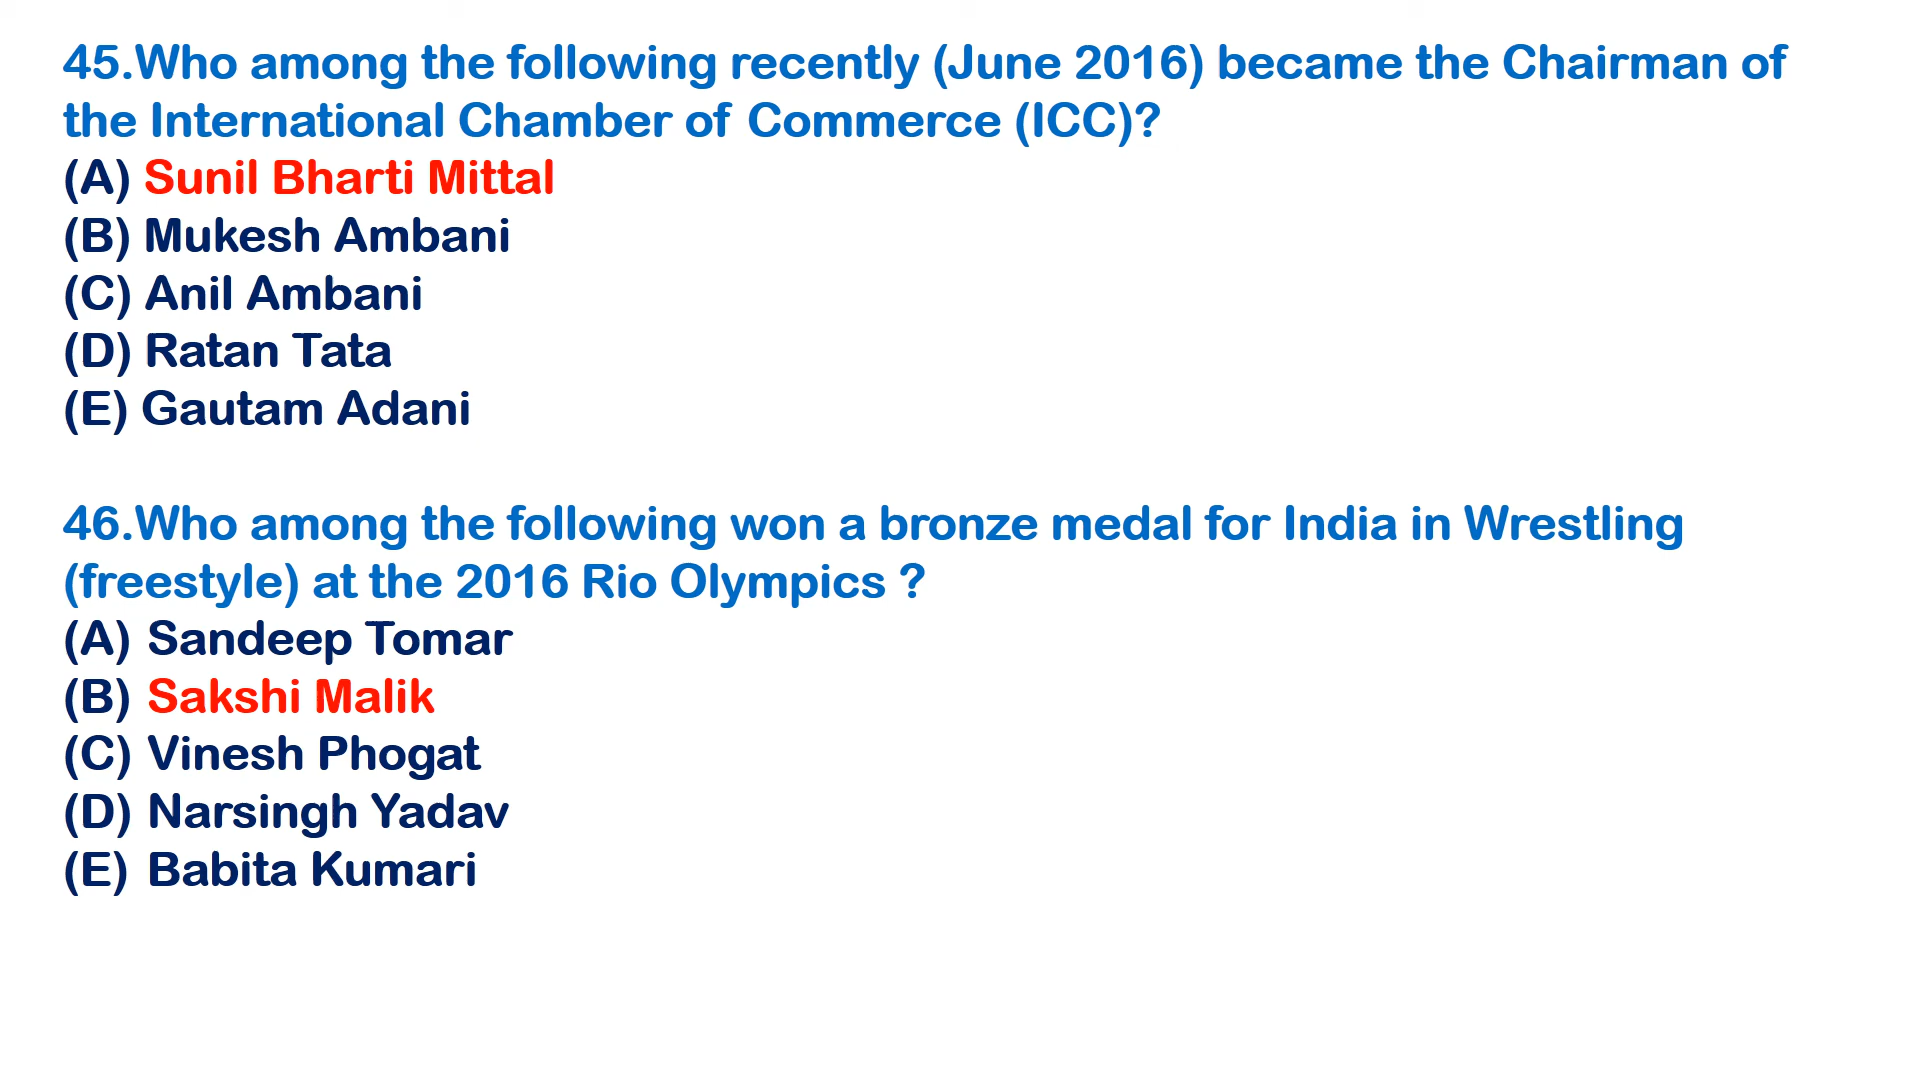 45.Who among the following recently (June 2016) became the Chairman of
the International Chamber of Commerce (ICC)?
(A) Sunil Bharti Mittal
(B) Mukesh Ambani
(C) Anil Ambani
(D) Ratan Tata
(E) Gautam Adani
46.Who among the following won a bronze medal for India in Wrestling
(freestyle) at the 2016 Rio Olympics ?
(A) Sandeep Tomar
(B) Sakshi Malik
(C) Vinesh Phogat
(D) Narsingh Yadav
(E) Babita Kumari